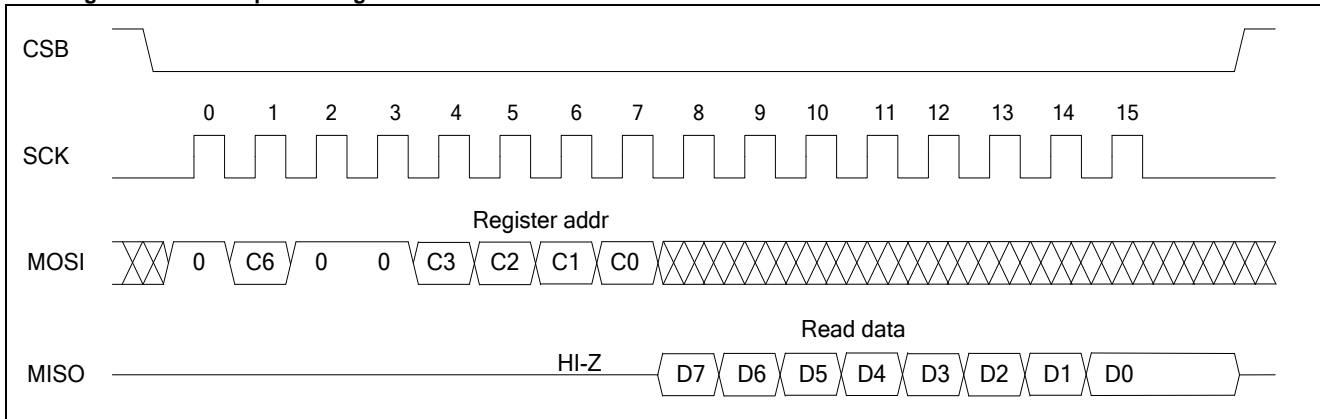 CSB
0 1 2 3 4 5 6 7 8 9 10 11 12 13 14 15
SCK
Register addr
MOSI 0 C6 0 0 C3 C2 C1 C0
Read data
HI-Z
MISO D7 D6 D5 D4 D3 D2 D1 D0